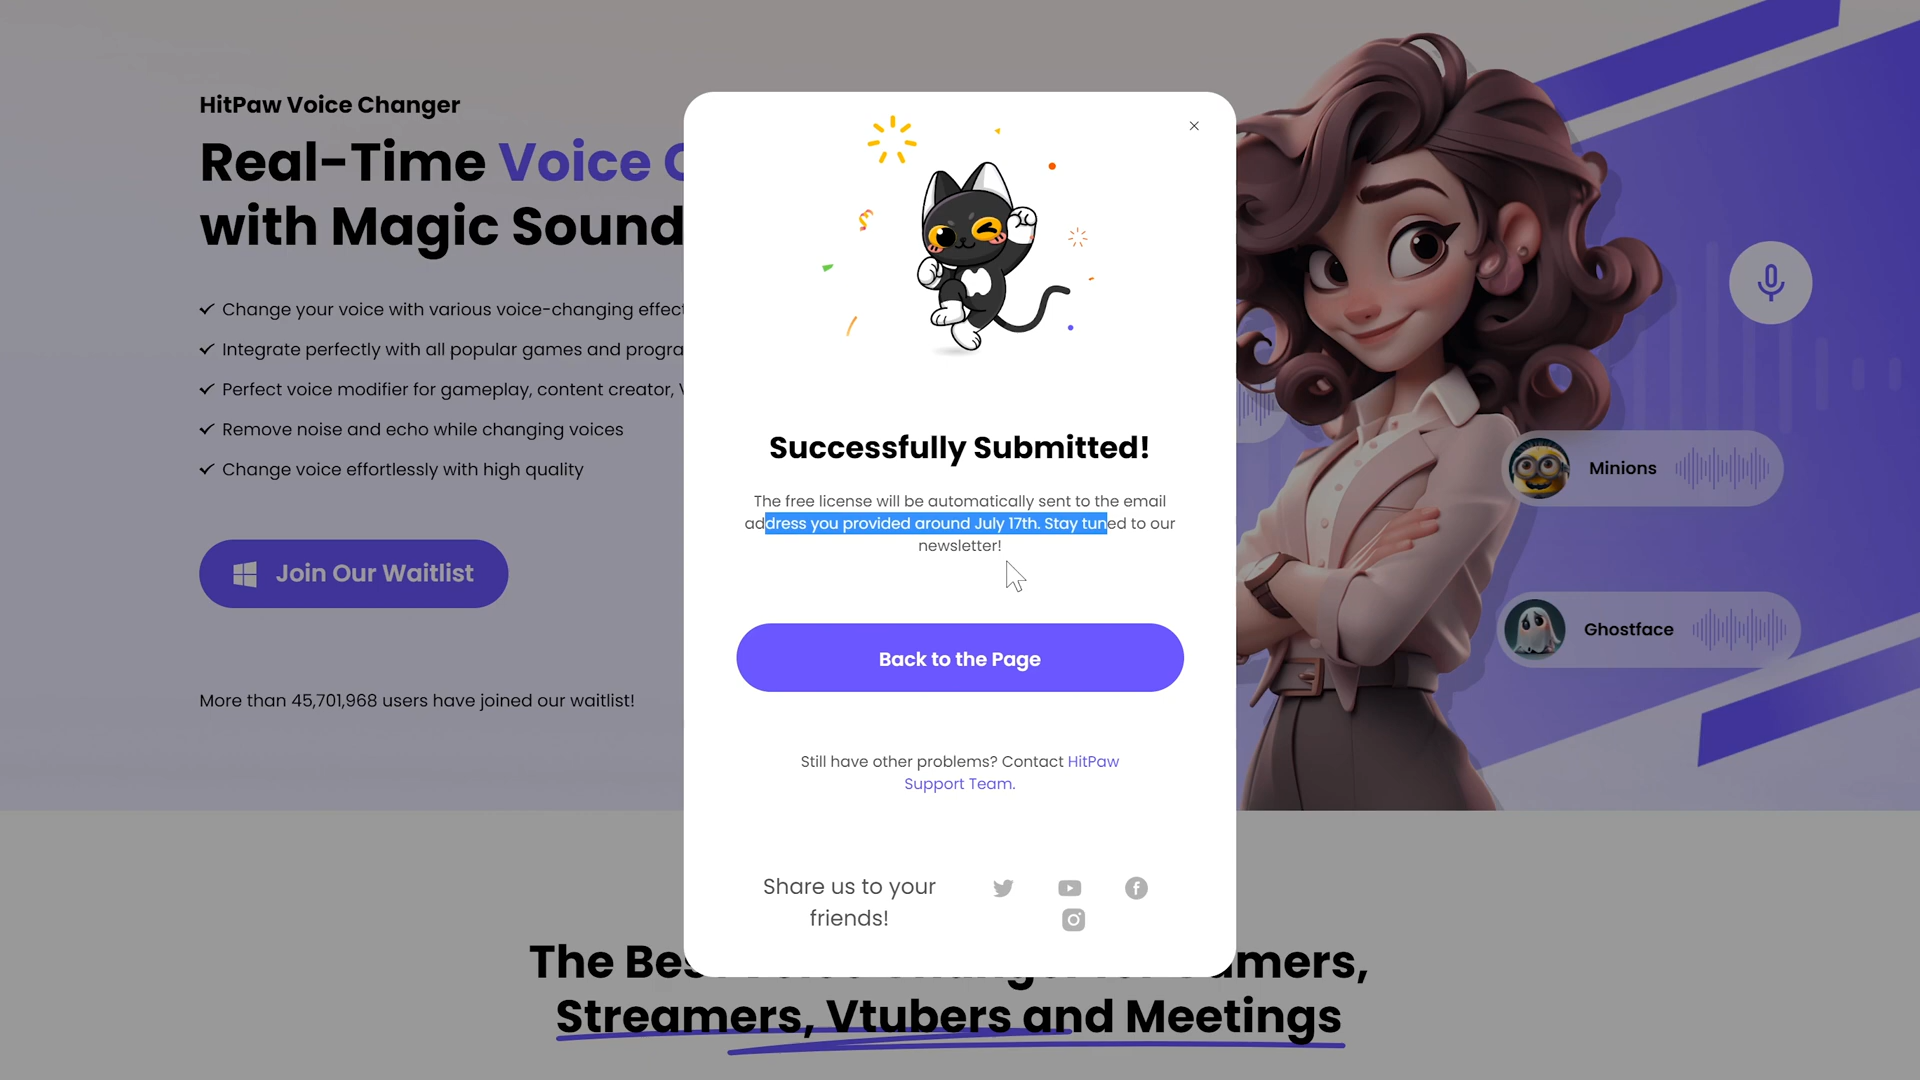 HitPaw Voice Changer
Real-Time Voice
with Magic Sound
Change your voice with various voice-changing
Integrate perfectly with all popular games and
Perfect voice modifier for gameplay, content creator,
Remove noise and echo while changing voices
Change voice effortlessly with high quality
Join Our Waitlist
More than 45,701,968 users have joined our waitlist!
Successfully Submitted!
The free license will be automatically sent to the email
address you provided around July 17th. Stay tuned to our
newsletter!
Back to the Page
Still have other problems? Contact HitPaw
Support Team.
Share us to your
friends!
Minions
Ghostface
The
Streamers, Vtubers and Meetings